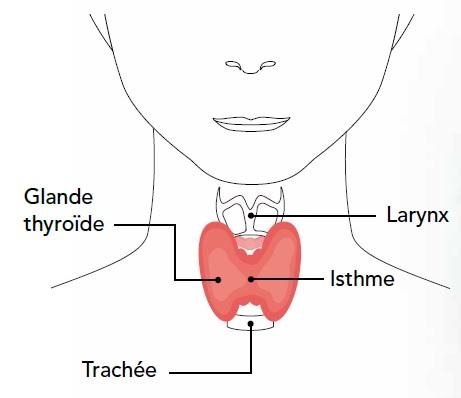 Glande
thyroïde
Larynx
Isthme
Trachée